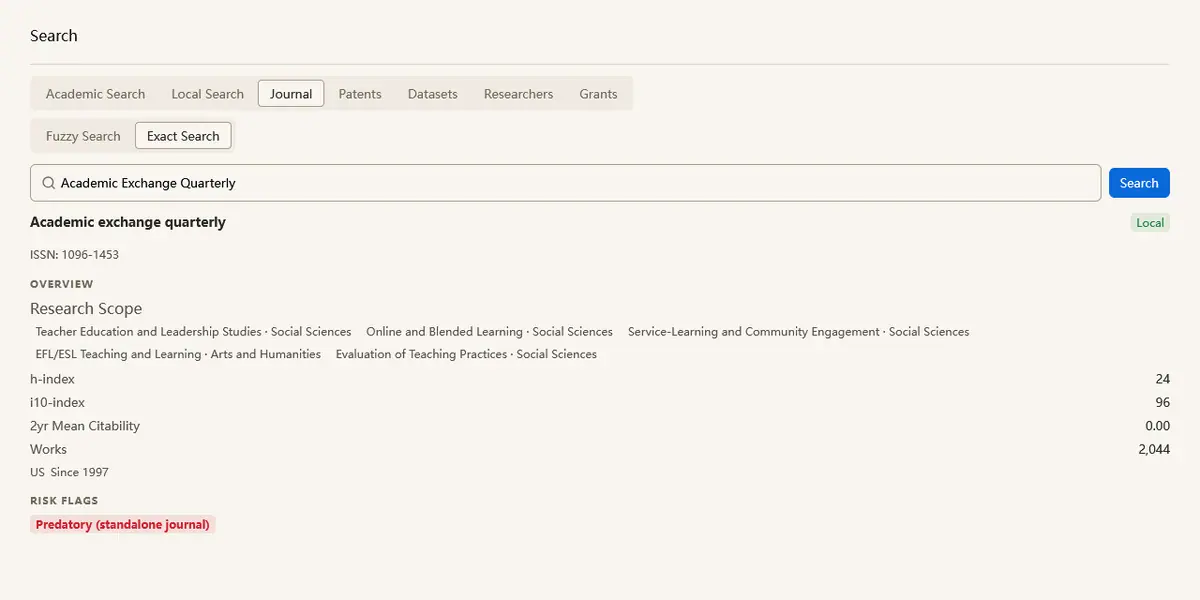 Search
Academic Search Local Search Journal Patents Datasets Researchers Grants
Fuzzy Search Exact Search
Academic Exchange Quarterly Search
Academic exchange quarterly Local
ISSN: 1096-1453
OVERVIEW
Research Scope
Teacher Education and Leadership Studies · Social Sciences Online and Blended Learning · Social Sciences Service-Learning and Community Engagement · Social Sciences
EFL/ESL Teaching and Learning · Arts and Humanities Evaluation of Teaching Practices · Social Sciences
h-index 24
i10-index 96
2yr Mean Citability 0.00
Works 2,044
US Since 1997
RISK FLAGS
Predatory (standalone journal)